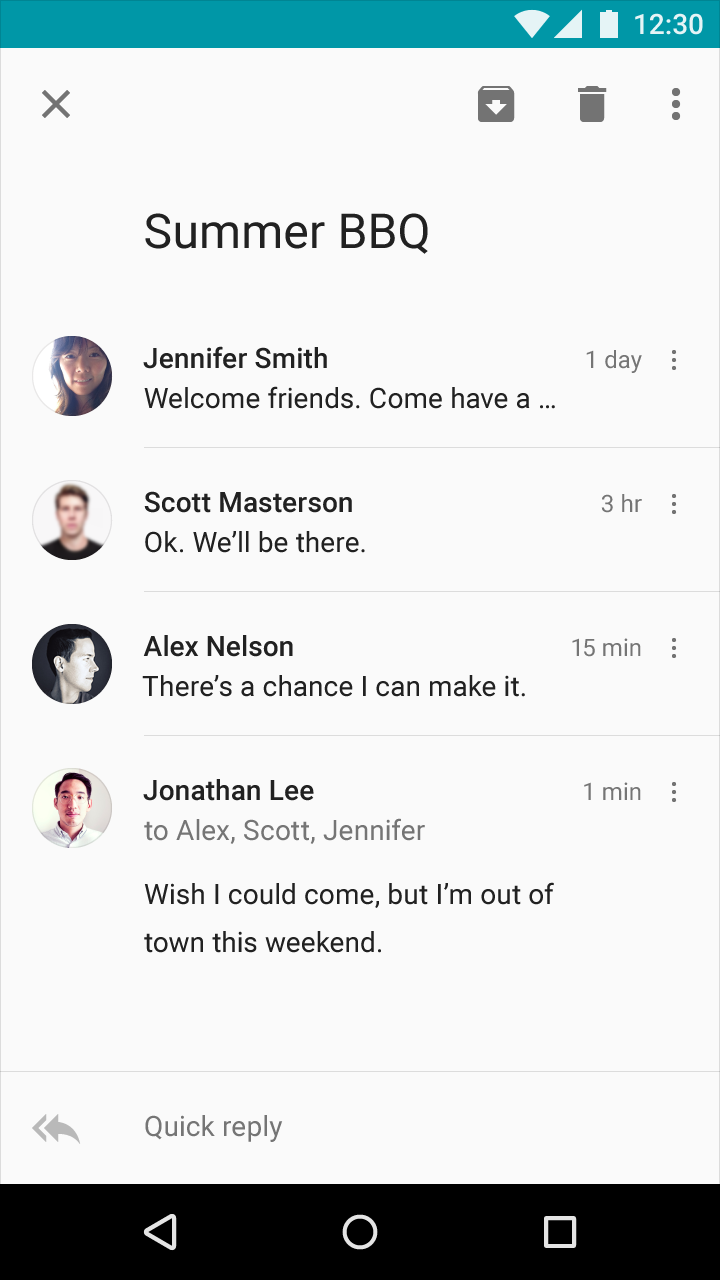 12:30
Summer BBQ
Jennifer Smith 1 day
Welcome friends. Come have a ...
Scott Masterson 3 hr
Ok. We’ll be there.
Alex Nelson 15 min
There’s a chance I can make it.
Jonathan Lee 1 min
to Alex, Scott, Jennifer
Wish I could come, but I’m out of
town this weekend.
Quick reply